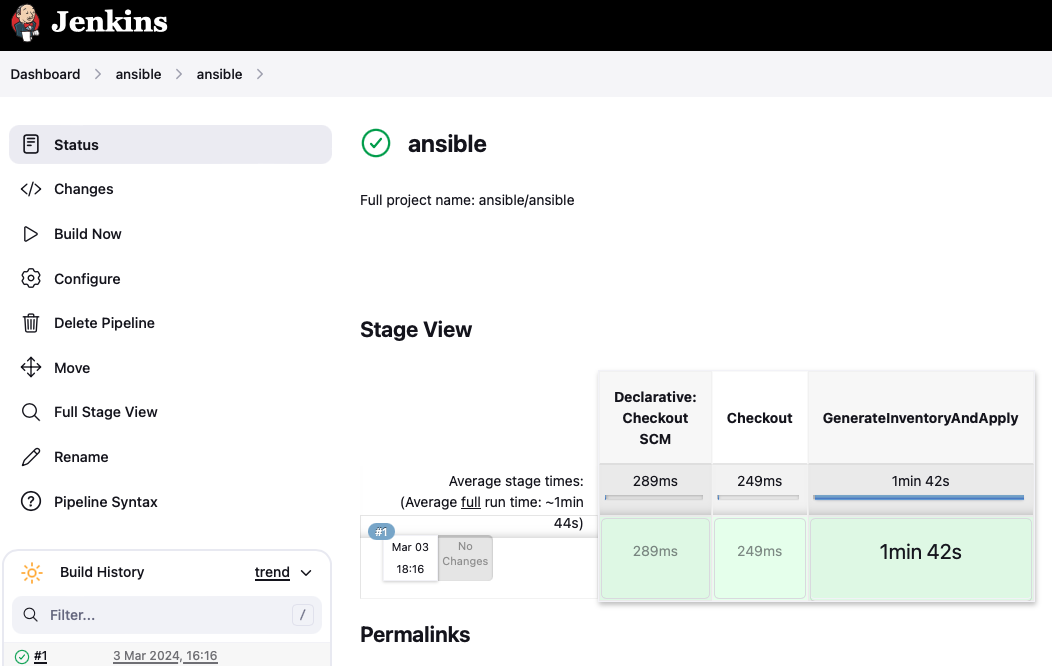 Jenkins
Dashboard
ansible
ansible
Status
Changes
Build Now
Configure
Delete Pipeline
Move
Full Stage View
Rename
Pipeline Syntax
Build History
trend
Filter...
/
#1
3 Mar 2024, 16:16
ansible
Full project name: ansible/ansible
Stage View
Declarative:
Checkout
SCM
Checkout
GenerateInventoryAndApply
Average stage times:
(Average full run time: ~1min
44s)
289ms
249ms
1min 42s
#1
Mar 03
18:16
No
Changes
289ms
249ms
1min 42s
Permalinks